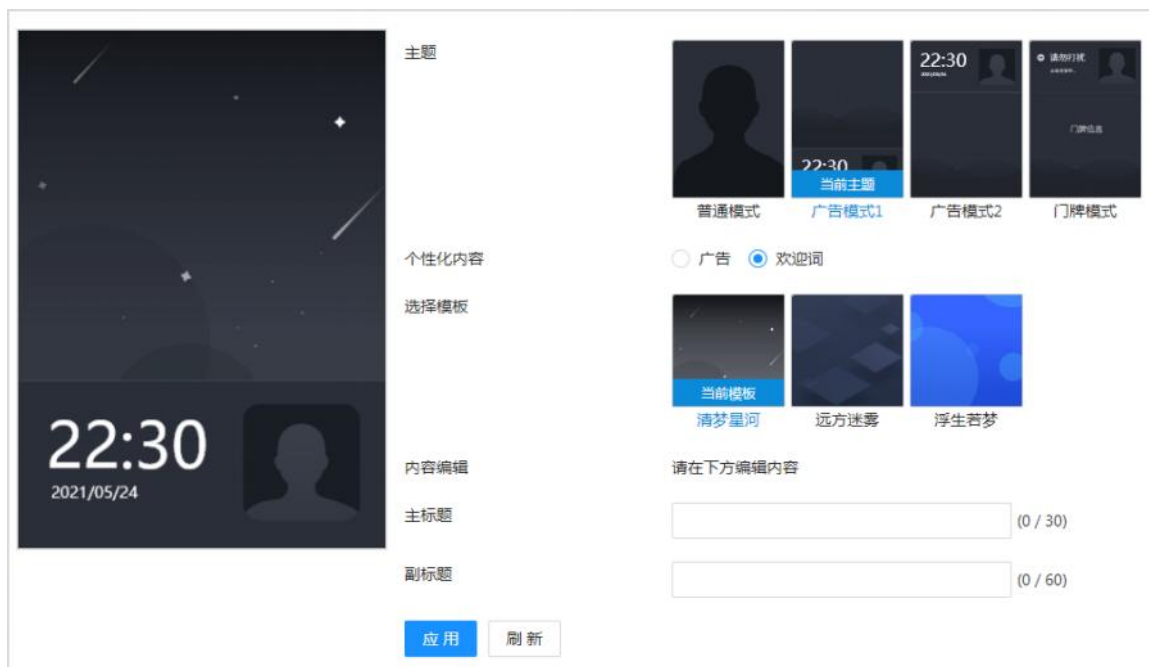 主题
22:30
请勿打扰
22:30
门牌信息
当前主题
普通模式
广告模式1
广告模式2
门牌模式
个性化内容
广告
欢迎词
选择模板
当前模板
清梦星河
远方迷雾
浮生若梦
22:30
2021/05/24
内容编辑
请在下方编辑内容
主标题
(0 / 30)
副标题
(0 / 60)
应用
刷新